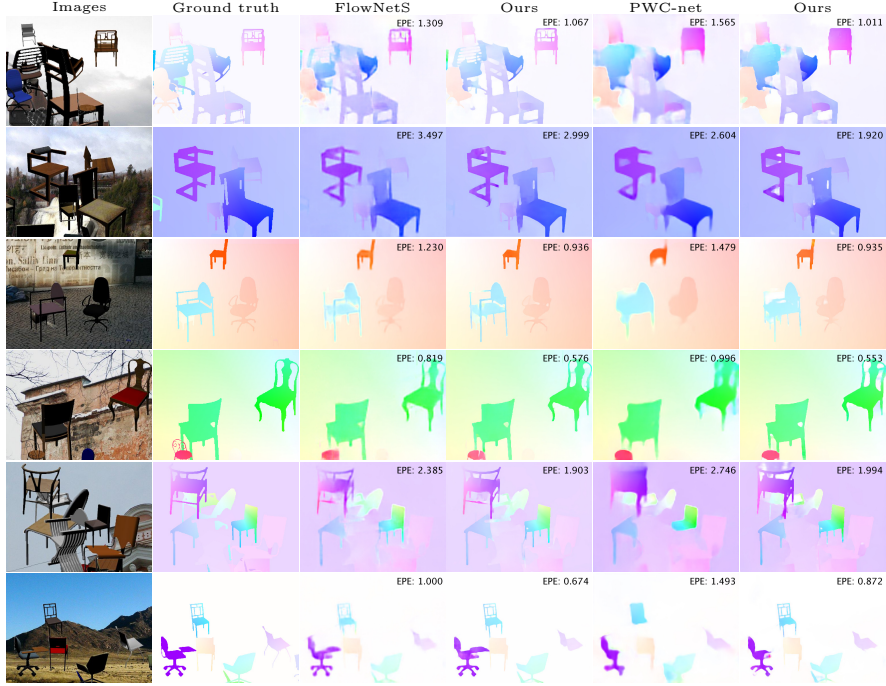 Images Ground truth FlowNetS Ours PWC-net Ours
EPE: 1.309 EPE: 1.067 EPE: 1.565 EPE: 1.011
EPE: 3.497 EPE: 2.999 EPE: 2.604 EPE: 1.920
EPE: 1.230 EPE: 0.936 EPE: 1.479 EPE: 0.935
EPE: 0.819 EPE: 0.576 EPE: 0.996 EPE: 0.553
EPE: 2.385 EPE: 1.903 EPE: 2.746 EPE: 1.994
EPE: 1.000 EPE: 0.674 EPE: 1.493 EPE: 0.872